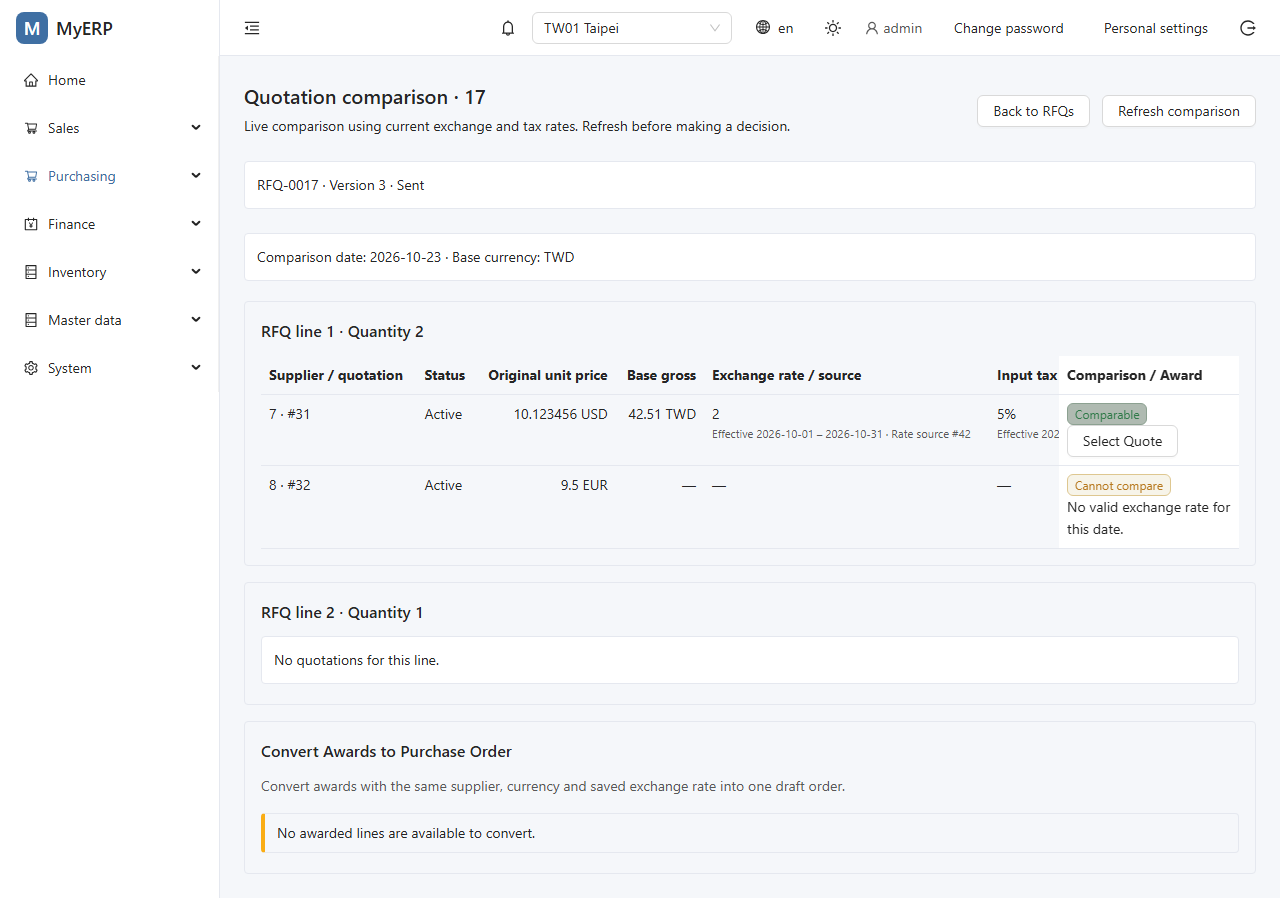 M MyERP
TW01 Taipei
en
admin
Change password
Personal settings
Home
Sales
Purchasing
Finance
Inventory
Master data
System
Quotation comparison · 17
Live comparison using current exchange and tax rates. Refresh before making a decision.
Back to RFQs
Refresh comparison
RFQ-0017 · Version 3 · Sent
Comparison date: 2026-10-23 · Base currency: TWD
RFQ line 1 · Quantity 2
Supplier / quotation Status Original unit price Base gross Exchange rate / source Input tax Comparison / Award
7 · #31 Active 10.123456 USD 42.51 TWD 2 5% Comparable
Effective 2026-10-01 – 2026-10-31 · Rate source #42 Effective 202
Select Quote
8 · #32 Active 9.5 EUR — — — Cannot compare
No valid exchange rate for
this date.
RFQ line 2 · Quantity 1
No quotations for this line.
Convert Awards to Purchase Order
Convert awards with the same supplier, currency and saved exchange rate into one draft order.
No awarded lines are available to convert.